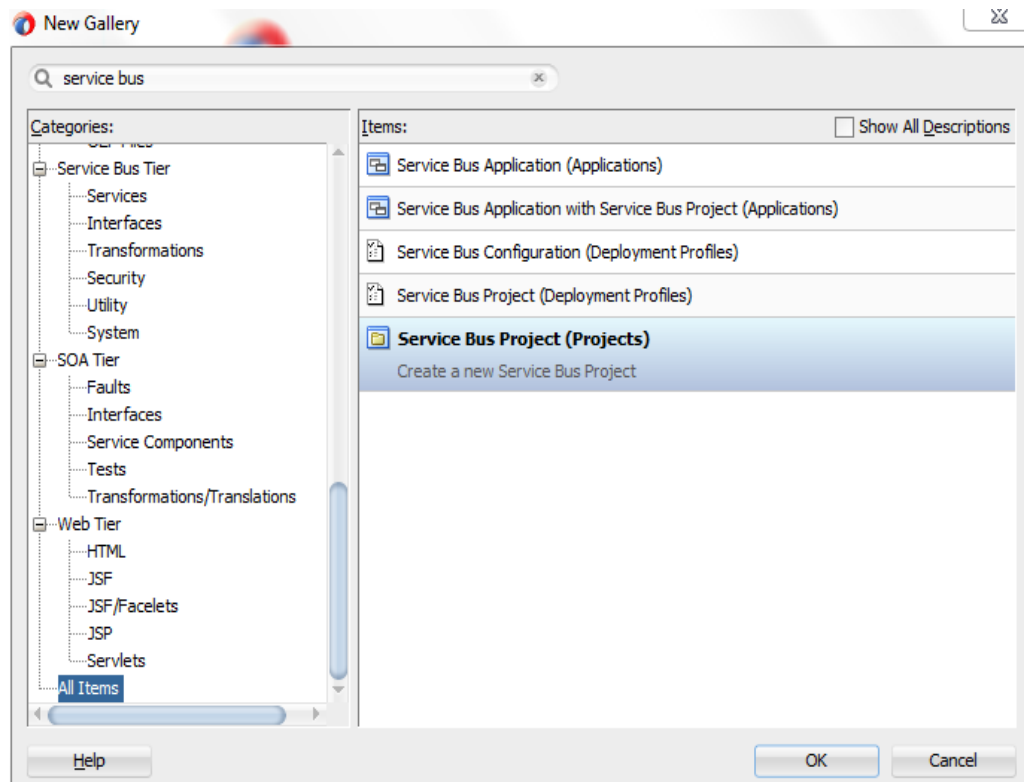 New Gallery
service bus
Categories:
Service Bus Tier
Services
Interfaces
Transformations
Security
Utility
System
SOA Tier
Faults
Interfaces
Service Components
Tests
Transformations/Translations
Web Tier
HTML
JSF
JSF/Facelets
JSP
Servlets
All Items
Items:
Show All Descriptions
Service Bus Application (Applications)
Service Bus Application with Service Bus Project (Applications)
Service Bus Configuration (Deployment Profiles)
Service Bus Project (Deployment Profiles)
Service Bus Project (Projects)
Create a new Service Bus Project
Help
OK
Cancel